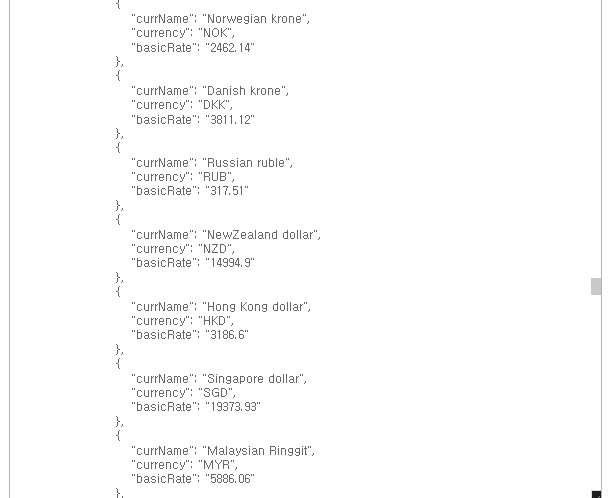 {
"currName": "Norwegian krone",
"currency": "NOK",
"basicRate": "2462.14"
},
{
"currName": "Danish krone",
"currency": "DKK",
"basicRate": "3811.12"
},
{
"currName": "Russian ruble",
"currency": "RUB",
"basicRate": "317.51"
},
{
"currName": "NewZealand dollar",
"currency": "NZD",
"basicRate": "14994.9"
},
{
"currName": "Hong Kong dollar",
"currency": "HKD",
"basicRate": "3186.6"
},
{
"currName": "Singapore dollar",
"currency": "SGD",
"basicRate": "19373.93"
},
{
"currName": "Malaysian Ringgit",
"currency": "MYR",
"basicRate": "5886.06"
},